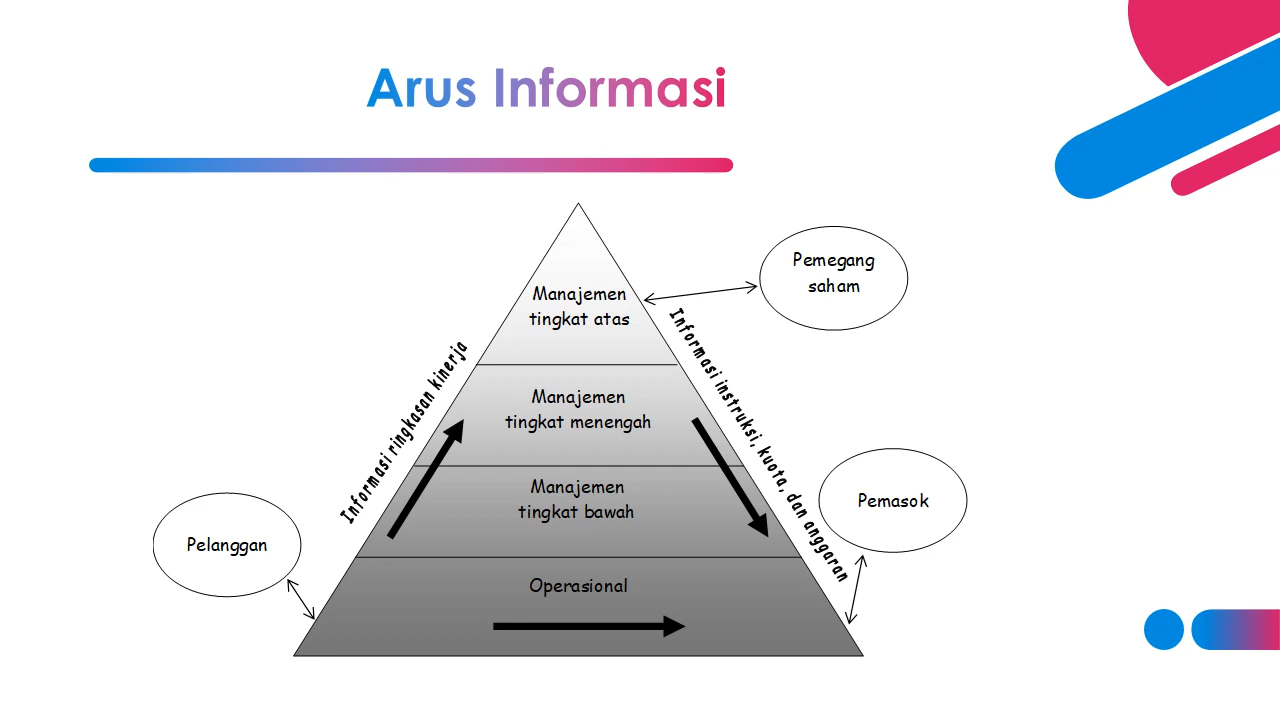 Arus Informasi
Pemegang
saham
Manajemen
tingkat atas
Informasi ringkasan kinerja
Informasi instruksi, kuota, dan anggaran
Manajemen
tingkat menengah
Manajemen
tingkat bawah
Pemasok
Pelanggan
Operasional